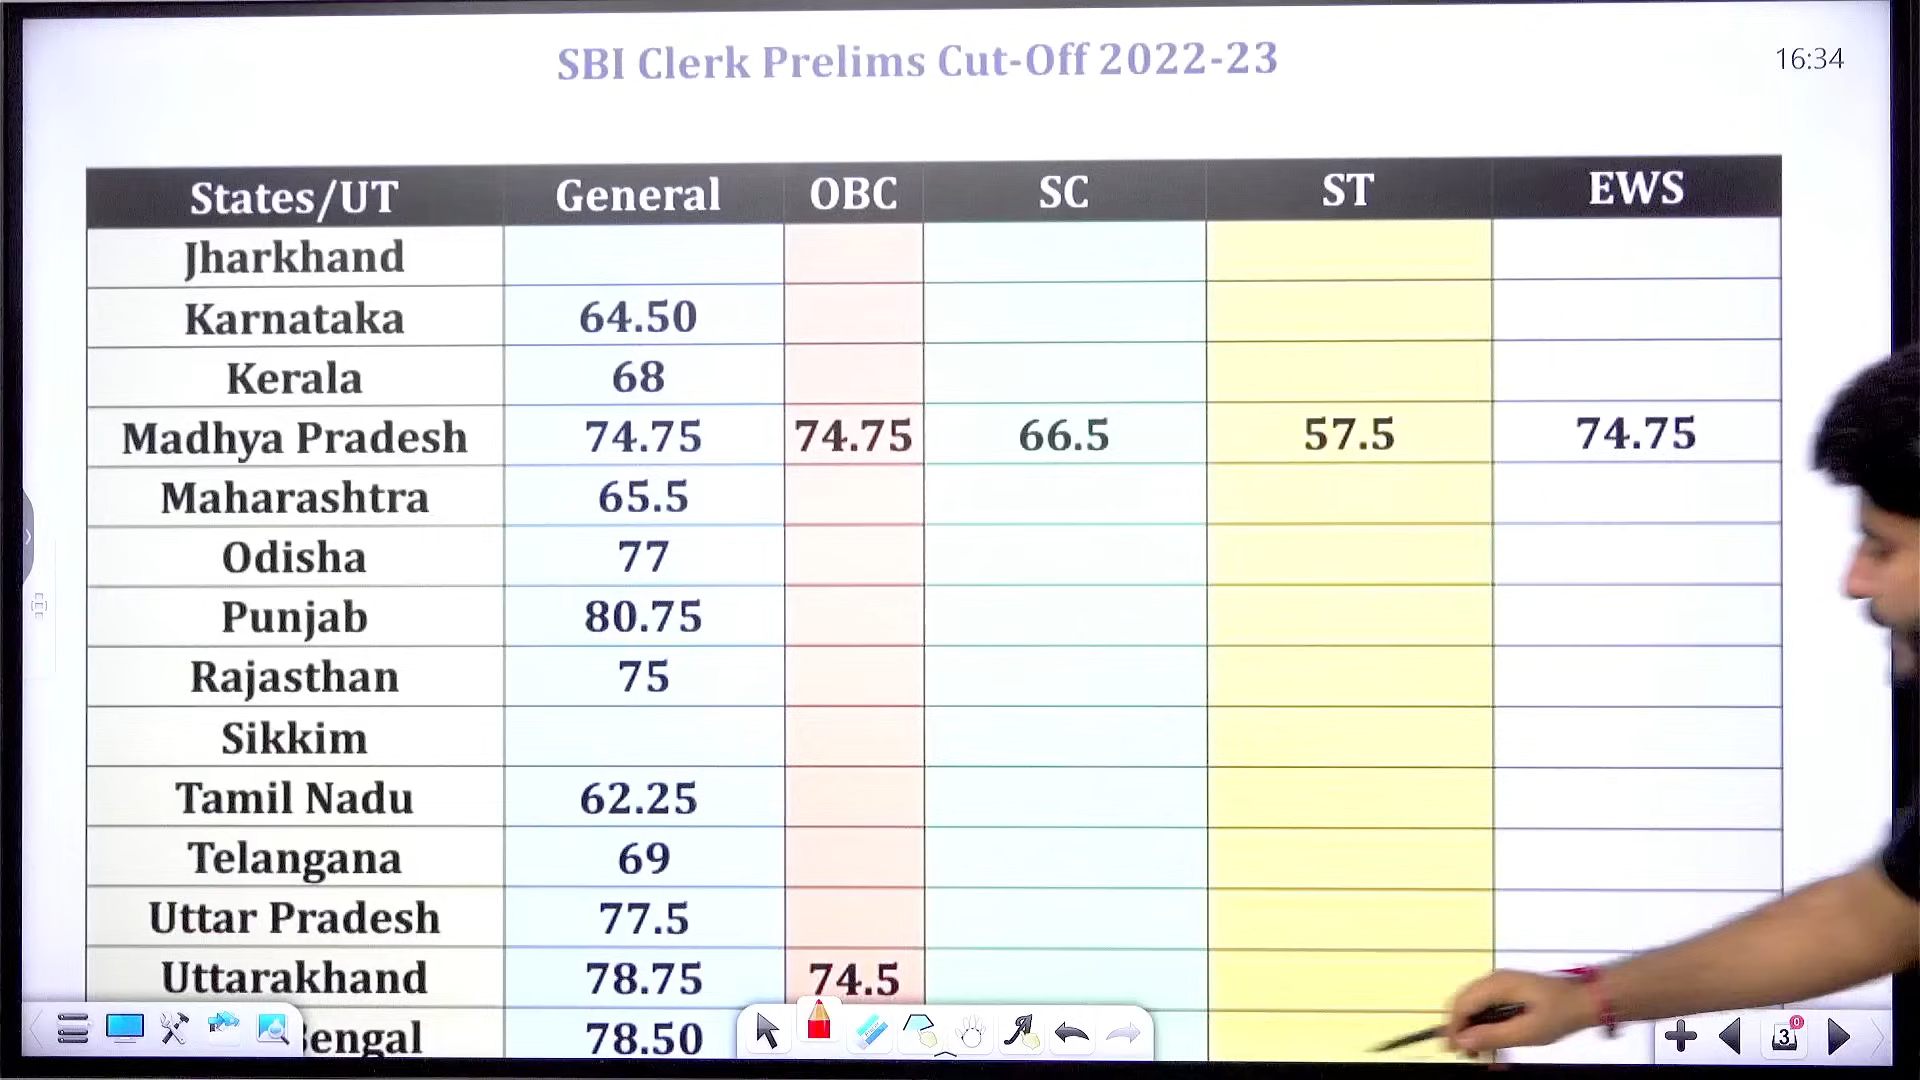 SBI Clerk Prelims Cut-Off 2022-23
16:34
States/UT General OBC SC ST EWS
Jharkhand
Karnataka 64.50
Kerala 68
Madhya Pradesh 74.75 74.75 66.5 57.5 74.75
Maharashtra 65.5
Odisha 77
Punjab 80.75
Rajasthan 75
Sikkim
Tamil Nadu 62.25
Telangana 69
Uttar Pradesh 77.5
Uttarakhand 78.75 74.5
engal 78.50
3 0